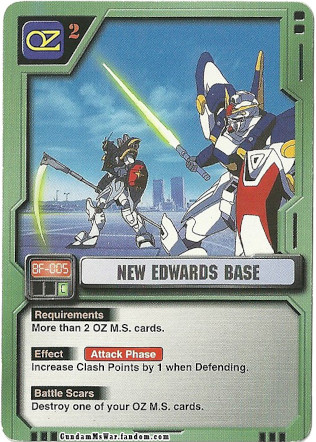 OZ 2
BF-005
NEW EDWARDS BASE
C
Requirements
More than 2 OZ M.S. cards.
Effect Attack Phase
Increase Clash Points by 1 when Defending.
Battle Scars
Destroy one of your OZ M.S. cards.
GundamMsWar.fandom.com